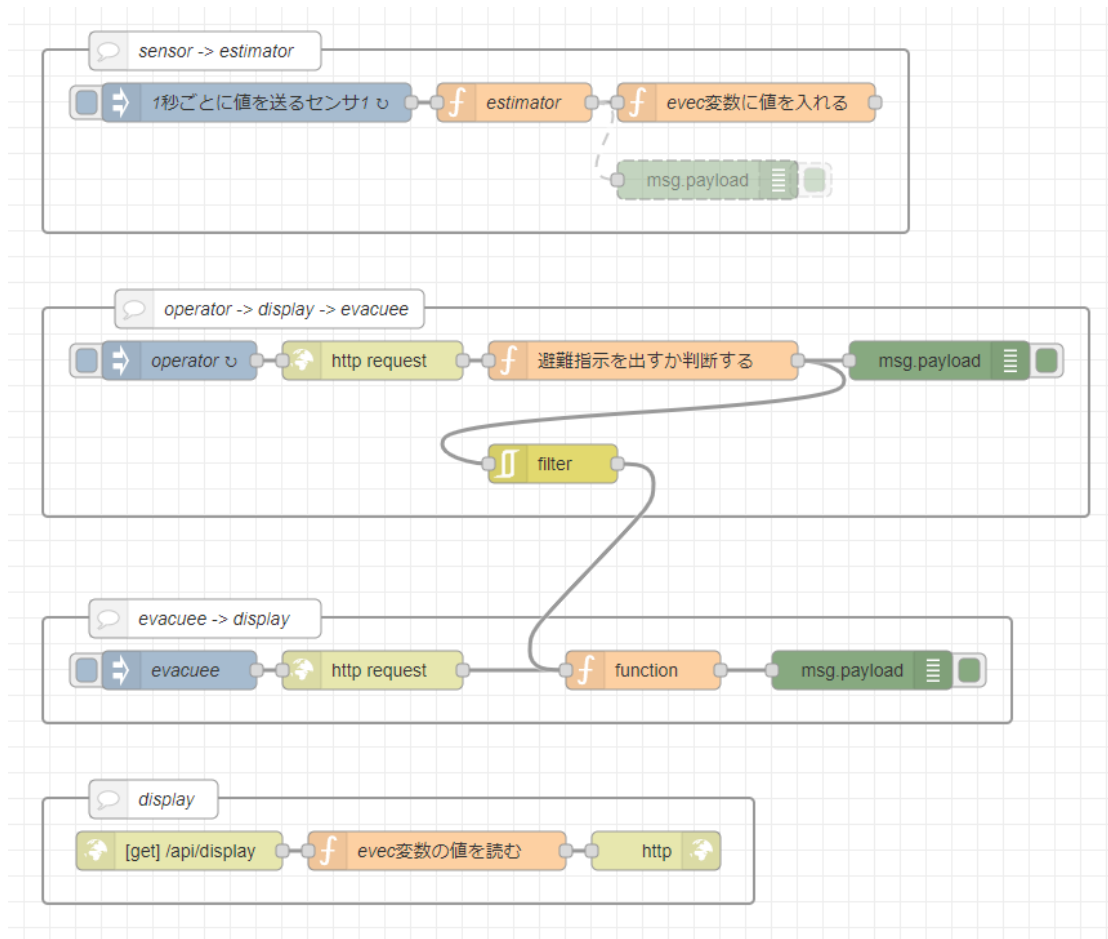 sensor -> estimator
1秒ごとに値を送るセンサ1 ↻
estimator
evec変数に値を入れる
msg.payload
operator -> display -> evacuee
operator ↻
http request
避難指示を出すか判断する
msg.payload
filter
evacuee -> display
evacuee
http request
function
msg.payload
display
[get] /api/display
evec変数の値を読む
http